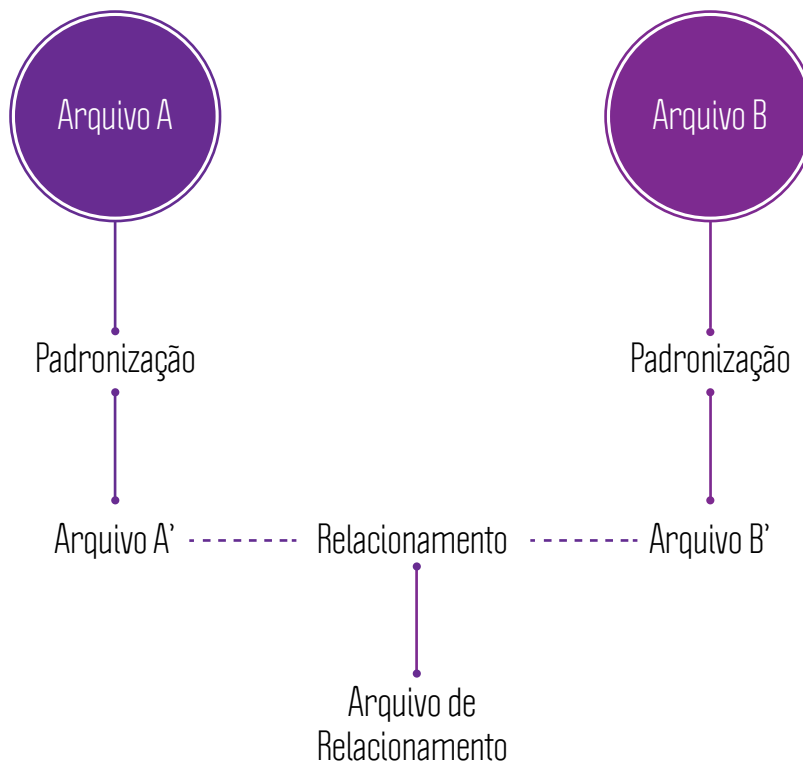 Arquivo A
Arquivo B
Padronização
Padronização
Arquivo A’
Relacionamento
Arquivo B’
Arquivo de
Relacionamento